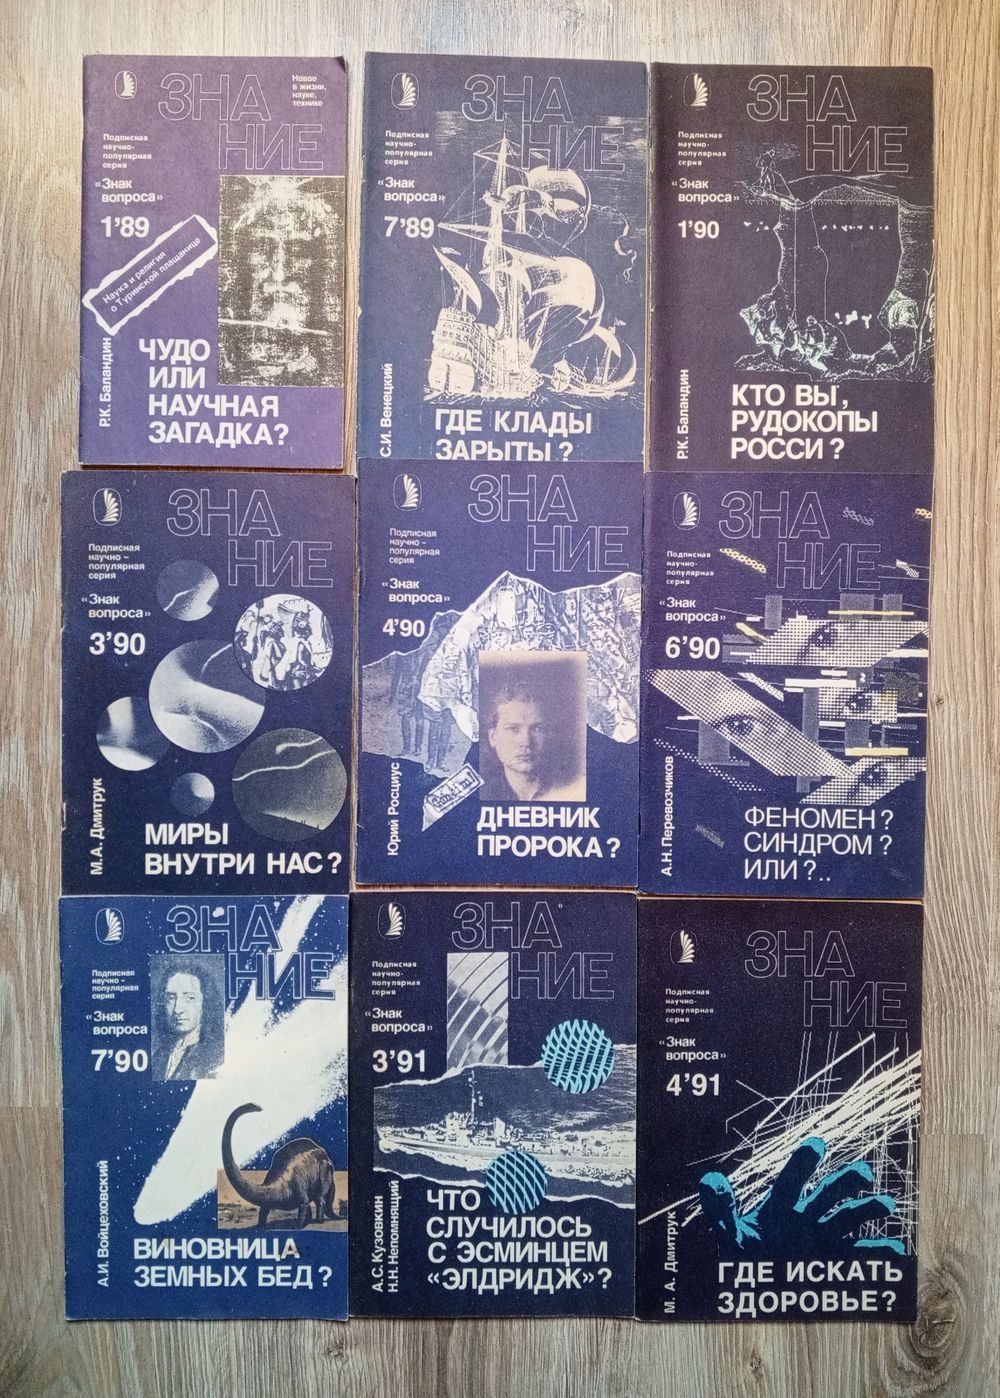 ЗНА
НИЕ
Новое
в жизни,
науке,
технике
Подписная
научно-
популярная
серия
«Знак
вопроса»
1'89
Наука и религия
о Туринской плащанице
Р.К. Баландин
ЧУДО
ИЛИ
НАУЧНАЯ
ЗАГАДКА?
ЗНА
НИЕ
Подписная
научно-
популярная
серия
«Знак
вопроса»
7'89
С.И. Венецкий
ГДЕ КЛАДЫ
ЗАРЫТЫ?
ЗНА
НИЕ
Подписная
научно-
популярная
серия
«Знак
вопроса»
1'90
Р.К. Баландин
КТО ВЫ,
РУДОКОПЫ
РОССИ?
ЗНА
НИЕ
Подписная
научно-
популярная
серия
«Знак
вопроса»
3'90
М.А. Дмитрук
МИРЫ
ВНУТРИ НАС?
ЗНА
НИЕ
Подписная
научно-
популярная
серия
«Знак
вопроса»
4'90
Юрий Росциус
ДНЕВНИК
ПРОРОКА?
ЗНА
НИЕ
Подписная
научно-
популярная
серия
«Знак
вопроса»
6'90
А.Н. Перевозчиков
ФЕНОМЕН?
СИНДРОМ?
ИЛИ?..
ЗНА
НИЕ
Подписная
научно-
популярная
серия
«Знак
вопроса
7'90
А.И. Войцеховский
ВИНОВНИЦА
ЗЕМНЫХ БЕД?
ЗНА
НИЕ
Подписная
научно-
популярная
серия
«Знак
вопроса»
3'91
А.С. Кузовкин
Н.Н. Непомнящий
ЧТО
СЛУЧИЛОСЬ
С ЭСМИНЦЕМ
«ЭЛДРИДЖ»?
ЗНА
НИЕ
Подписная
научно-
популярная
серия
«Знак
вопроса»
4'91
М. А. Дмитрук
ГДЕ ИСКАТЬ
ЗДОРОВЬЕ?